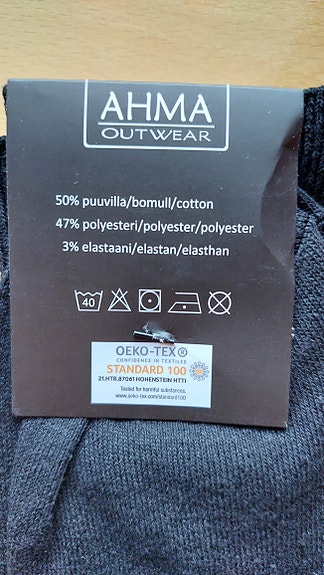 AHMA
OUTWEAR
50% puuvilla/bomull/cotton
47% polyesteri/polyester/polyester
3% elastaani/elastan/elasthan
40
OEKO-TEX®
CONFIDENCE IN TEXTILES
STANDARD 100
21.HTR.87061 HOHENSTEIN HTTI
Tested for harmful substances.
www.oeko-tex.com/standard100